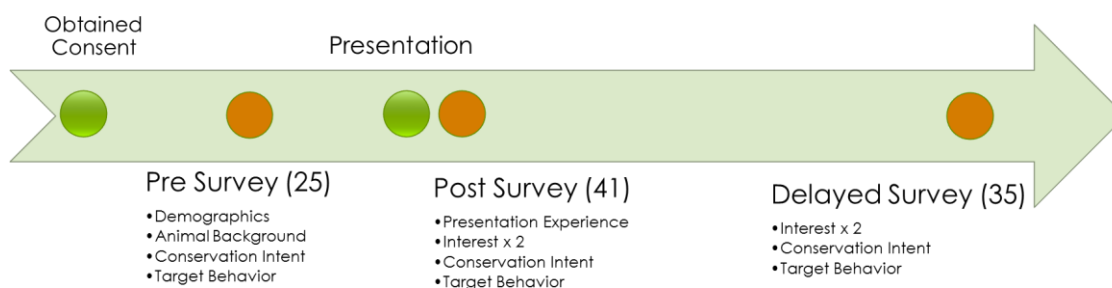 Obtained
Consent
Presentation
Pre Survey (25)
•Demographics
•Animal Background
•Conservation Intent
•Target Behavior
Post Survey (41)
•Presentation Experience
•Interest x 2
•Conservation Intent
•Target Behavior
Delayed Survey (35)
•Interest x 2
•Conservation Intent
•Target Behavior